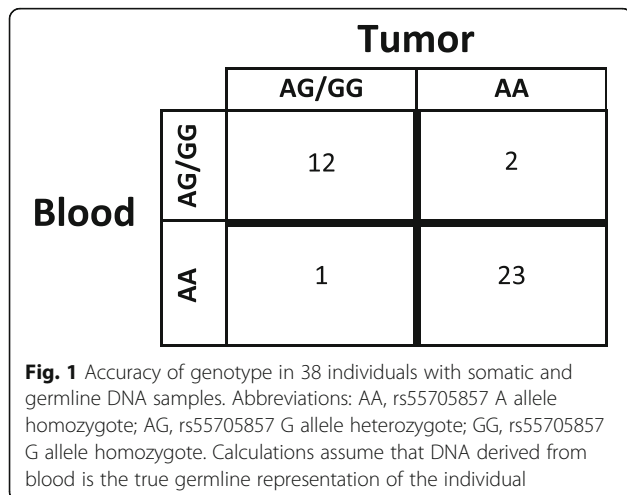 Tumor
AG/GG AA
Blood
AG/GG 12 2
AA 1 23
Fig. 1 Accuracy of genotype in 38 individuals with somatic and
germline DNA samples. Abbreviations: AA, rs55705857 A allele
homozygote; AG, rs55705857 G allele heterozygote; GG, rs55705857
G allele homozygote. Calculations assume that DNA derived from
blood is the true germline representation of the individual